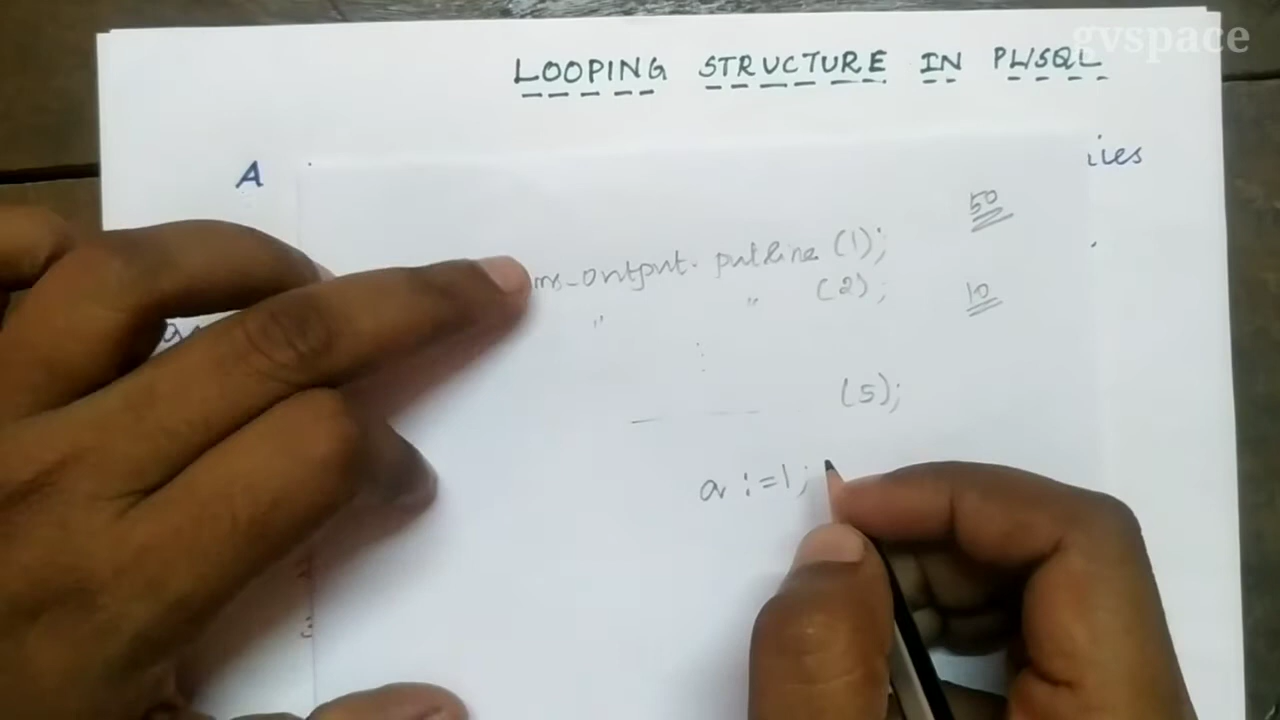 gvspace
LOOPING STRUCTURE IN PL/SQL
A
ies
50
ms_output. putline (1);
" " (2);
10
(5);
a := 1;